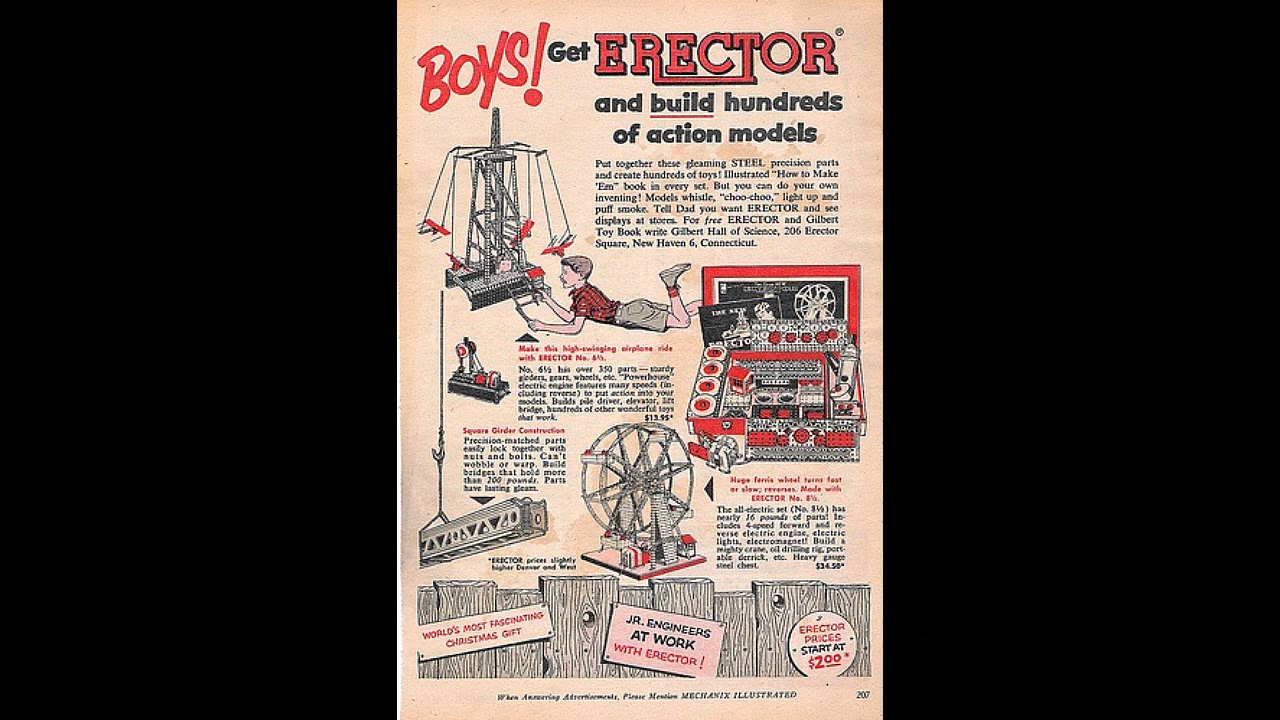 BOYS! Get ERECTOR®
and build hundreds
of action models
Put together these gleaming STEEL precision parts
and create hundreds of toys! Illustrated "How to Make
'Em" book in every set. But you can do your own
inventing! Models whistle, "choo-choo," light up and
puff smoke. Tell Dad you want ERECTOR and see
displays at stores. For free ERECTOR and Gilbert
Toy Book write Gilbert Hall of Science, 206 Erector
Square, New Haven 6, Connecticut.
THE NEW
Make this high-swinging airplane ride
with ERECTOR No. 6½.
No. 6½ has over 350 parts — sturdy
girders, gears, wheels, etc. "Powerhouse"
electric engine features many speeds (in-
cluding reverse) to put action into your
models. Builds pile driver, elevator, lift
bridge, hundreds of other wonderful toys
that work. $13.95*
Square Girder Construction
Precision-matched parts
easily lock together with
nuts and bolts. Can't
wobble or warp. Build
bridges that hold more
than 200 pounds. Parts
have lasting gleam.
Huge ferris wheel turns fast
or slow; reverses. Made with
ERECTOR No. 8½.
The all-electric set (No. 8½) has
nearly 16 pounds of parts! In-
cludes 4-speed forward and re-
verse electric engine, electric
lights, electromagnet! Build a
mighty crane, oil drilling rig, port-
able derrick, etc. Heavy gauge
steel chest. $24.50*
*ERECTOR prices slightly
higher Denver and West
WORLD'S MOST FASCINATING
CHRISTMAS GIFT
JR. ENGINEERS
AT WORK
WITH ERECTOR!
ERECTOR
PRICES
START AT
$2.00*
When Answering Advertisements, Please Mention MECHANIX ILLUSTRATED 207